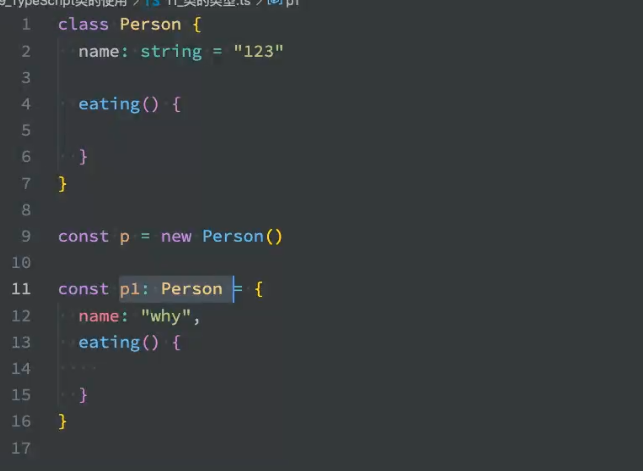 9_TypeScript类的使用 > TS 11_类的类型.ts > p1
1 class Person {
2 name: string = "123"
3
4 eating() {
5
6 }
7 }
8
9 const p = new Person()
10
11 const p1: Person = {
12 name: "why",
13 eating() {
14
15 }
16 }
17